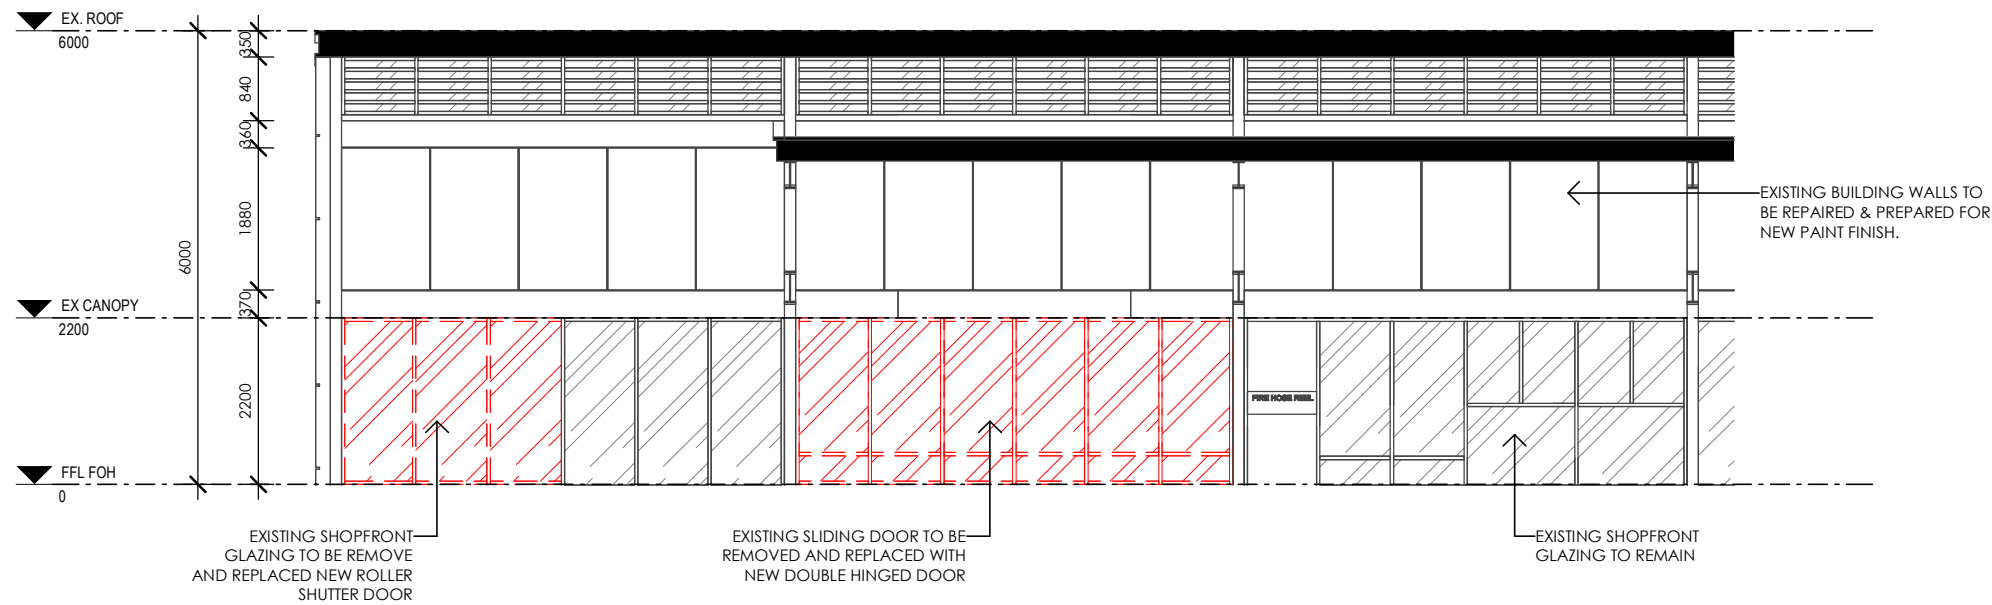 EX. ROOF
6000
350
840
360
1880
6000
370
EX CANOPY
2200
2200
FFL FOH
0
EXISTING BUILDING WALLS TO
BE REPAIRED & PREPARED FOR
NEW PAINT FINISH.
FIRE HOSE REEL
EXISTING SHOPFRONT
GLAZING TO BE REMOVE
AND REPLACED NEW ROLLER
SHUTTER DOOR
EXISTING SLIDING DOOR TO BE
REMOVED AND REPLACED WITH
NEW DOUBLE HINGED DOOR
EXISTING SHOPFRONT
GLAZING TO REMAIN